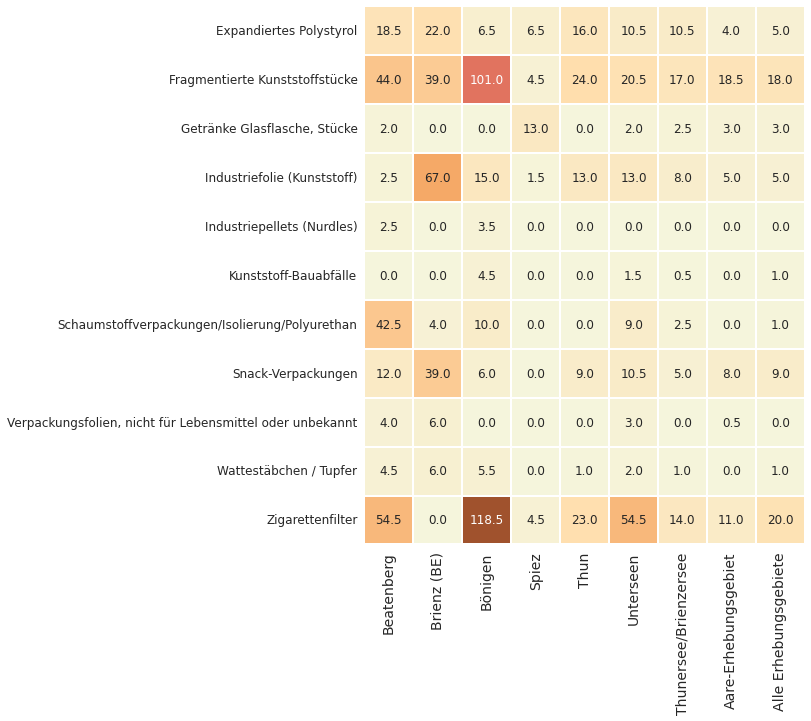 Expandiertes Polystyrol 18.5 22.0 6.5 6.5 16.0 10.5 10.5 4.0 5.0
Fragmentierte Kunststoffstücke 44.0 39.0 101.0 4.5 24.0 20.5 17.0 18.5 18.0
Getränke Glasflasche, Stücke 2.0 0.0 0.0 13.0 0.0 2.0 2.5 3.0 3.0
Industriefolie (Kunststoff) 2.5 67.0 15.0 1.5 13.0 13.0 8.0 5.0 5.0
Industriepellets (Nurdles) 2.5 0.0 3.5 0.0 0.0 0.0 0.0 0.0 0.0
Kunststoff-Bauabfälle 0.0 0.0 4.5 0.0 0.0 1.5 0.5 0.0 1.0
Schaumstoffverpackungen/Isolierung/Polyurethan 42.5 4.0 10.0 0.0 0.0 9.0 2.5 0.0 1.0
Snack-Verpackungen 12.0 39.0 6.0 0.0 9.0 10.5 5.0 8.0 9.0
Verpackungsfolien, nicht für Lebensmittel oder unbekannt 4.0 6.0 0.0 0.0 0.0 3.0 0.0 0.5 0.0
Wattestäbchen / Tupfer 4.5 6.0 5.5 0.0 1.0 2.0 1.0 0.0 1.0
Zigarettenfilter 54.5 0.0 118.5 4.5 23.0 54.5 14.0 11.0 20.0
Beatenberg
Brienz (BE)
Bönigen
Spiez
Thun
Unterseen
Thunersee/Brienzersee
Aare-Erhebungsgebiet
Alle Erhebungsgebiete